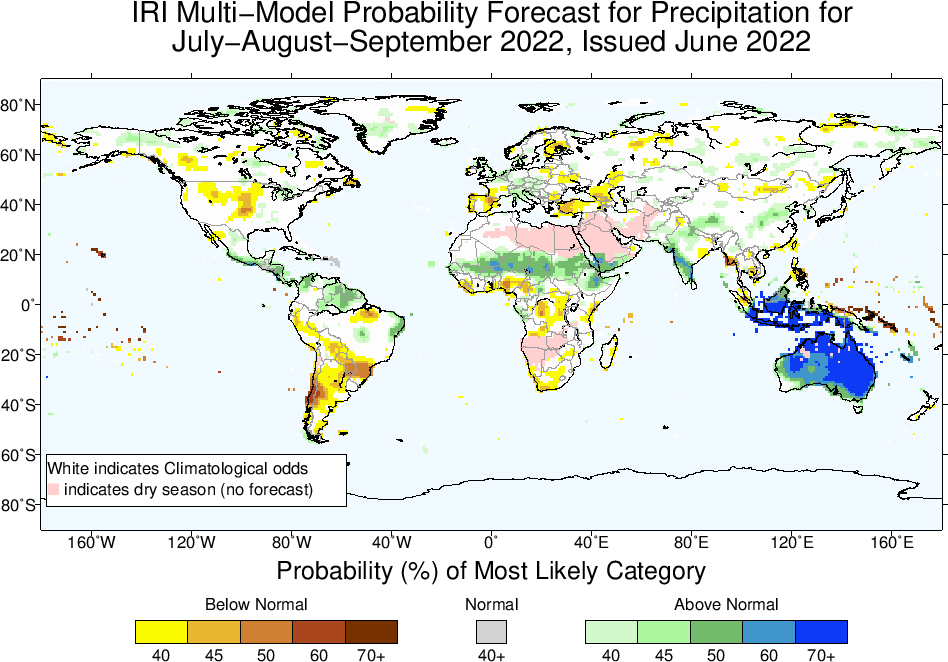 IRI Multi−Model Probability Forecast for Precipitation for
July−August−September 2022, Issued June 2022
80˚N
60˚N
40˚N
20˚N
0˚
20˚S
40˚S
60˚S
80˚S
White indicates Climatological odds
indicates dry season (no forecast)
160˚W 120˚W 80˚W 40˚W 0˚ 40˚E 80˚E 120˚E 160˚E
Probability (%) of Most Likely Category
Below Normal Normal Above Normal
40 45 50 60 70+ 40+ 40 45 50 60 70+